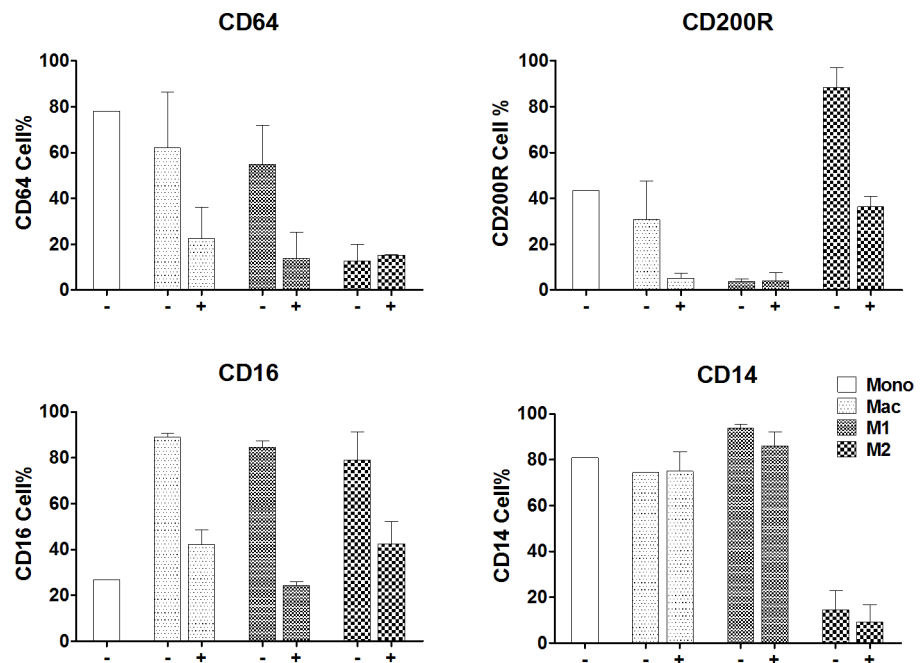 CD64
CD64 Cell%
100
80
60
40
20
0
- - + - + - +
CD200R
CD200R Cell %
100
80
60
40
20
0
- - + - + - +
CD16
CD16 Cell%
100
80
60
40
20
0
- - + - + - +
CD14
CD14 Cell%
100
80
60
40
20
0
- - + - + - +
Mono
Mac
M1
M2